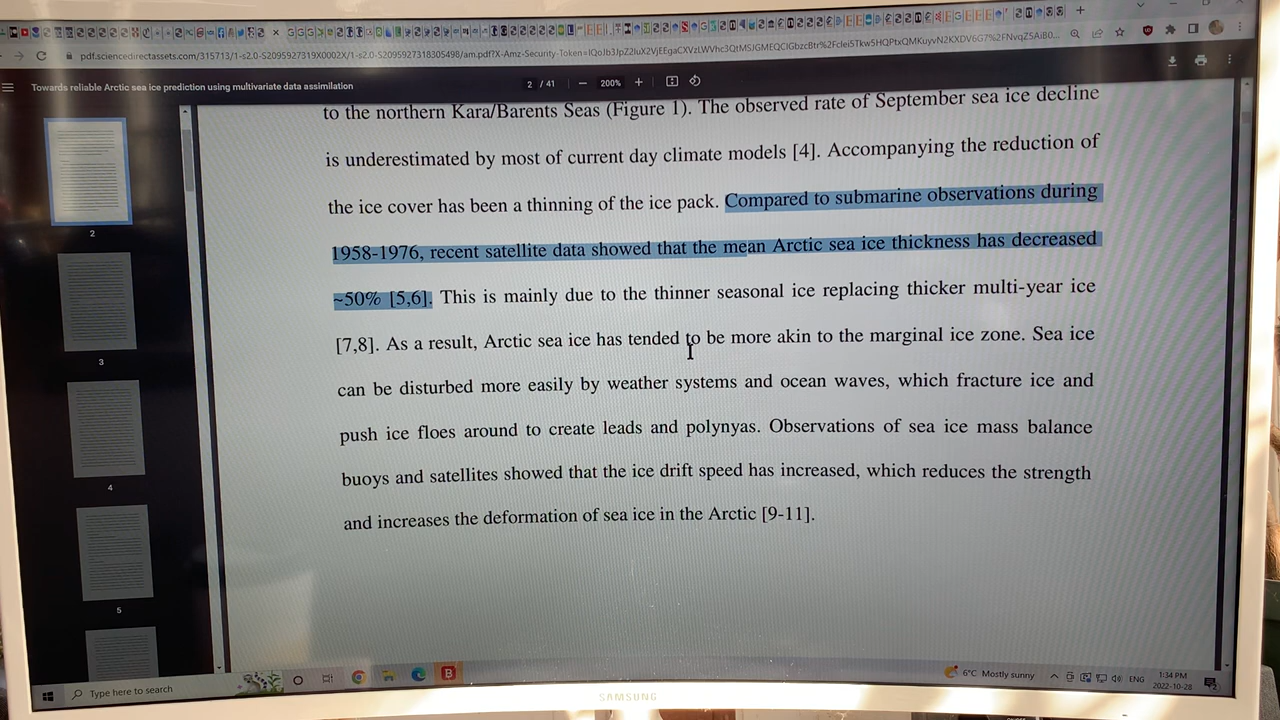 pdf.sciencedirectassets.com/315713/1-s2.0-S209592731
Towards reliable Arctic sea ice prediction using multivariate data assimilation
2 / 41
200%
to the northern Kara/Barents Seas (Figure 1). The observed rate of September sea ice decline
is underestimated by most of current day climate models [4]. Accompanying the reduction of
the ice cover has been a thinning of the ice pack. Compared to submarine observations during
1958-1976, recent satellite data showed that the mean Arctic sea ice thickness has decreased
~50% [5,6]. This is mainly due to the thinner seasonal ice replacing thicker multi-year ice
[7,8]. As a result, Arctic sea ice has tended to be more akin to the marginal ice zone. Sea ice
can be disturbed more easily by weather systems and ocean waves, which fracture ice and
push ice floes around to create leads and polynyas. Observations of sea ice mass balance
buoys and satellites showed that the ice drift speed has increased, which reduces the strength
and increases the deformation of sea ice in the Arctic [9-11].
2
3
4
5
Type here to search
6°C Mostly sunny
ENG
1:34 PM
2022-10-28
SAMSUNG